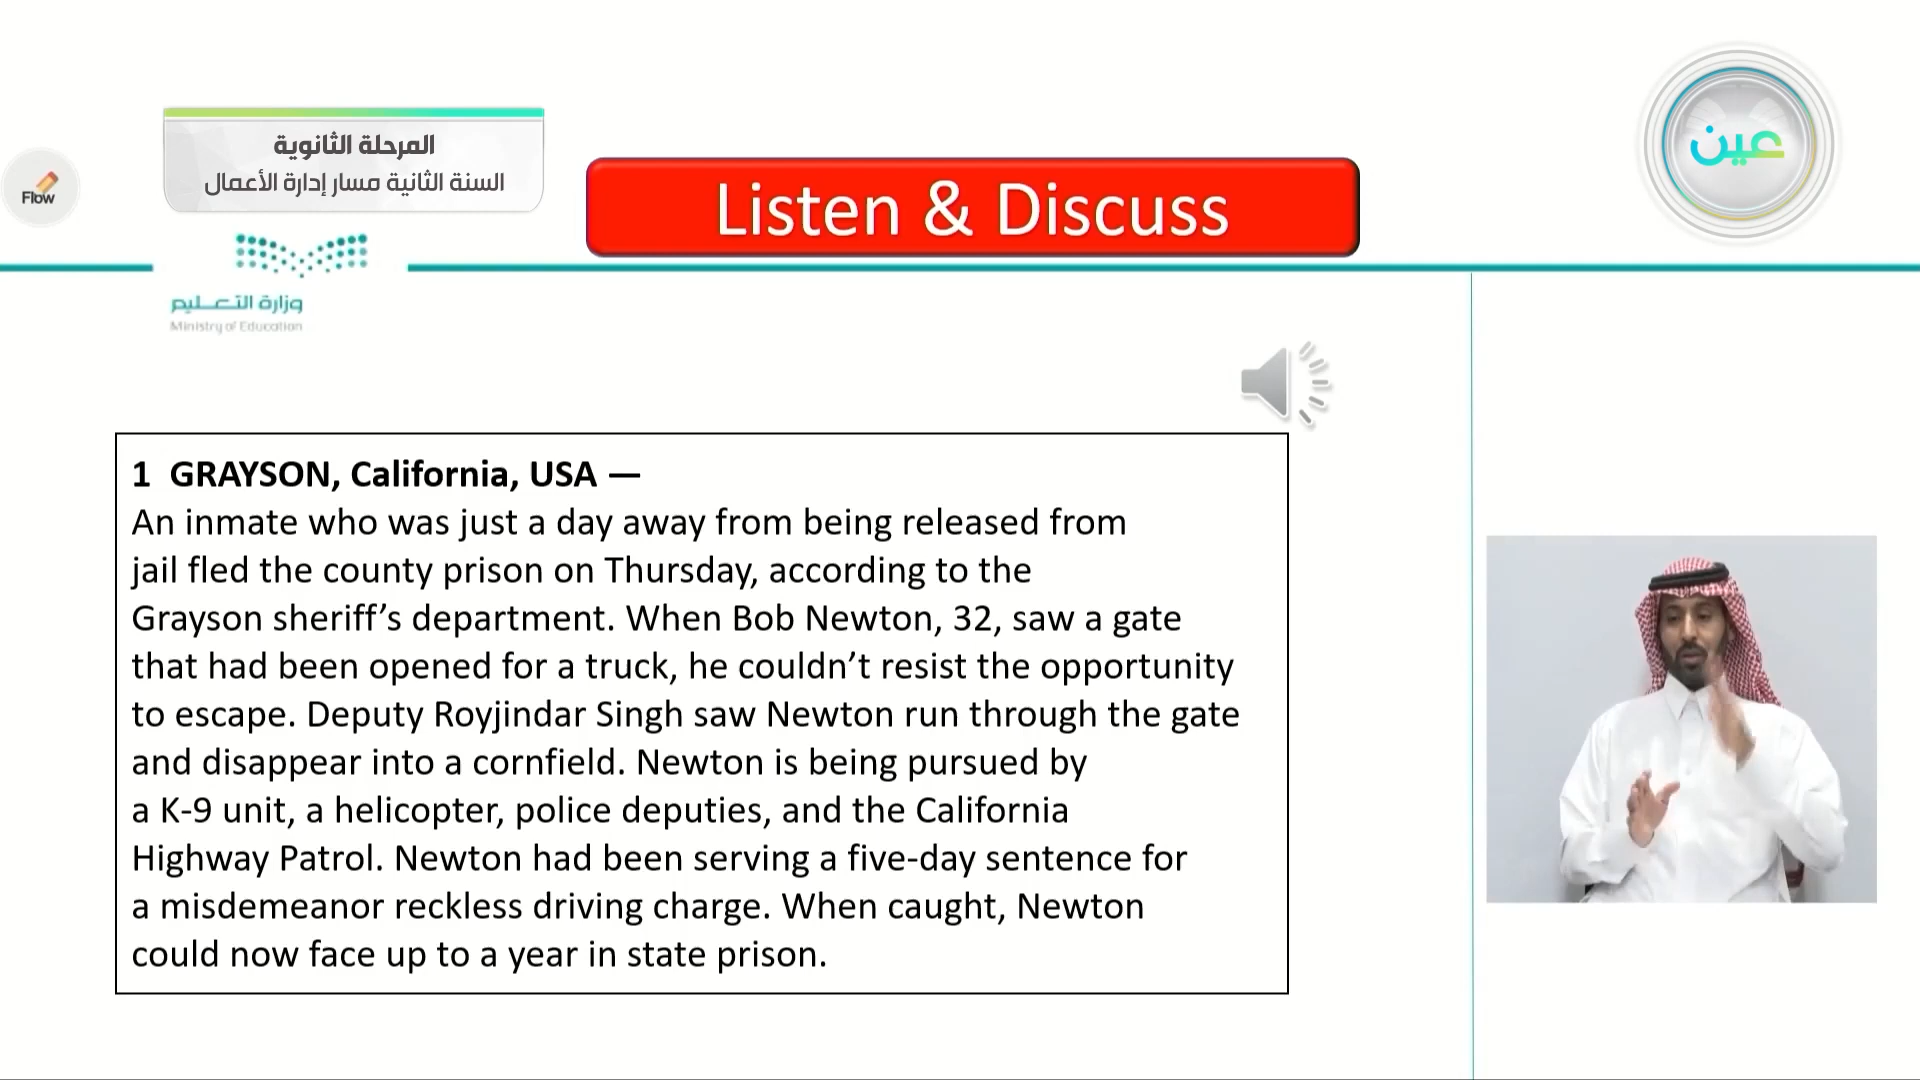 المرحلة الثانوية
السنة الثانية مسار إدارة الأعمال
عين
Flow
Listen & Discuss
وزارة التعليم
Ministry of Education
1 GRAYSON, California, USA —
An inmate who was just a day away from being released from
jail fled the county prison on Thursday, according to the
Grayson sheriff’s department. When Bob Newton, 32, saw a gate
that had been opened for a truck, he couldn’t resist the opportunity
to escape. Deputy Royjindar Singh saw Newton run through the gate
and disappear into a cornfield. Newton is being pursued by
a K-9 unit, a helicopter, police deputies, and the California
Highway Patrol. Newton had been serving a five-day sentence for
a misdemeanor reckless driving charge. When caught, Newton
could now face up to a year in state prison.